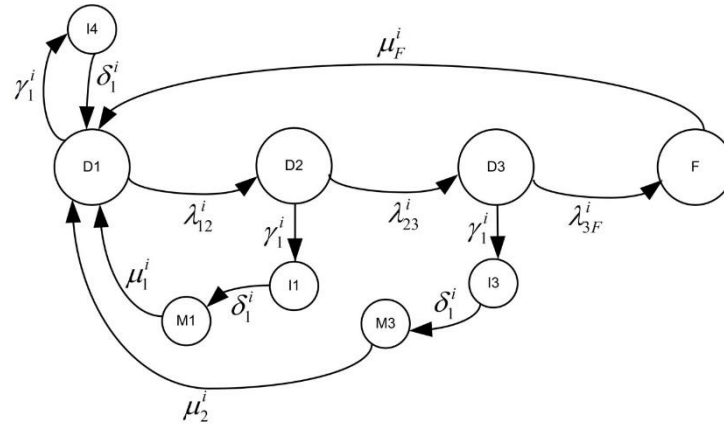 I4
μ_F^i
γ_1^i
δ_1^i
D1
D2
D3
F
λ_12^i
γ_1^i
λ_23^i
γ_1^i
λ_3F^i
μ_1^i
I1
I3
M1
δ_1^i
M3
δ_1^i
μ_2^i